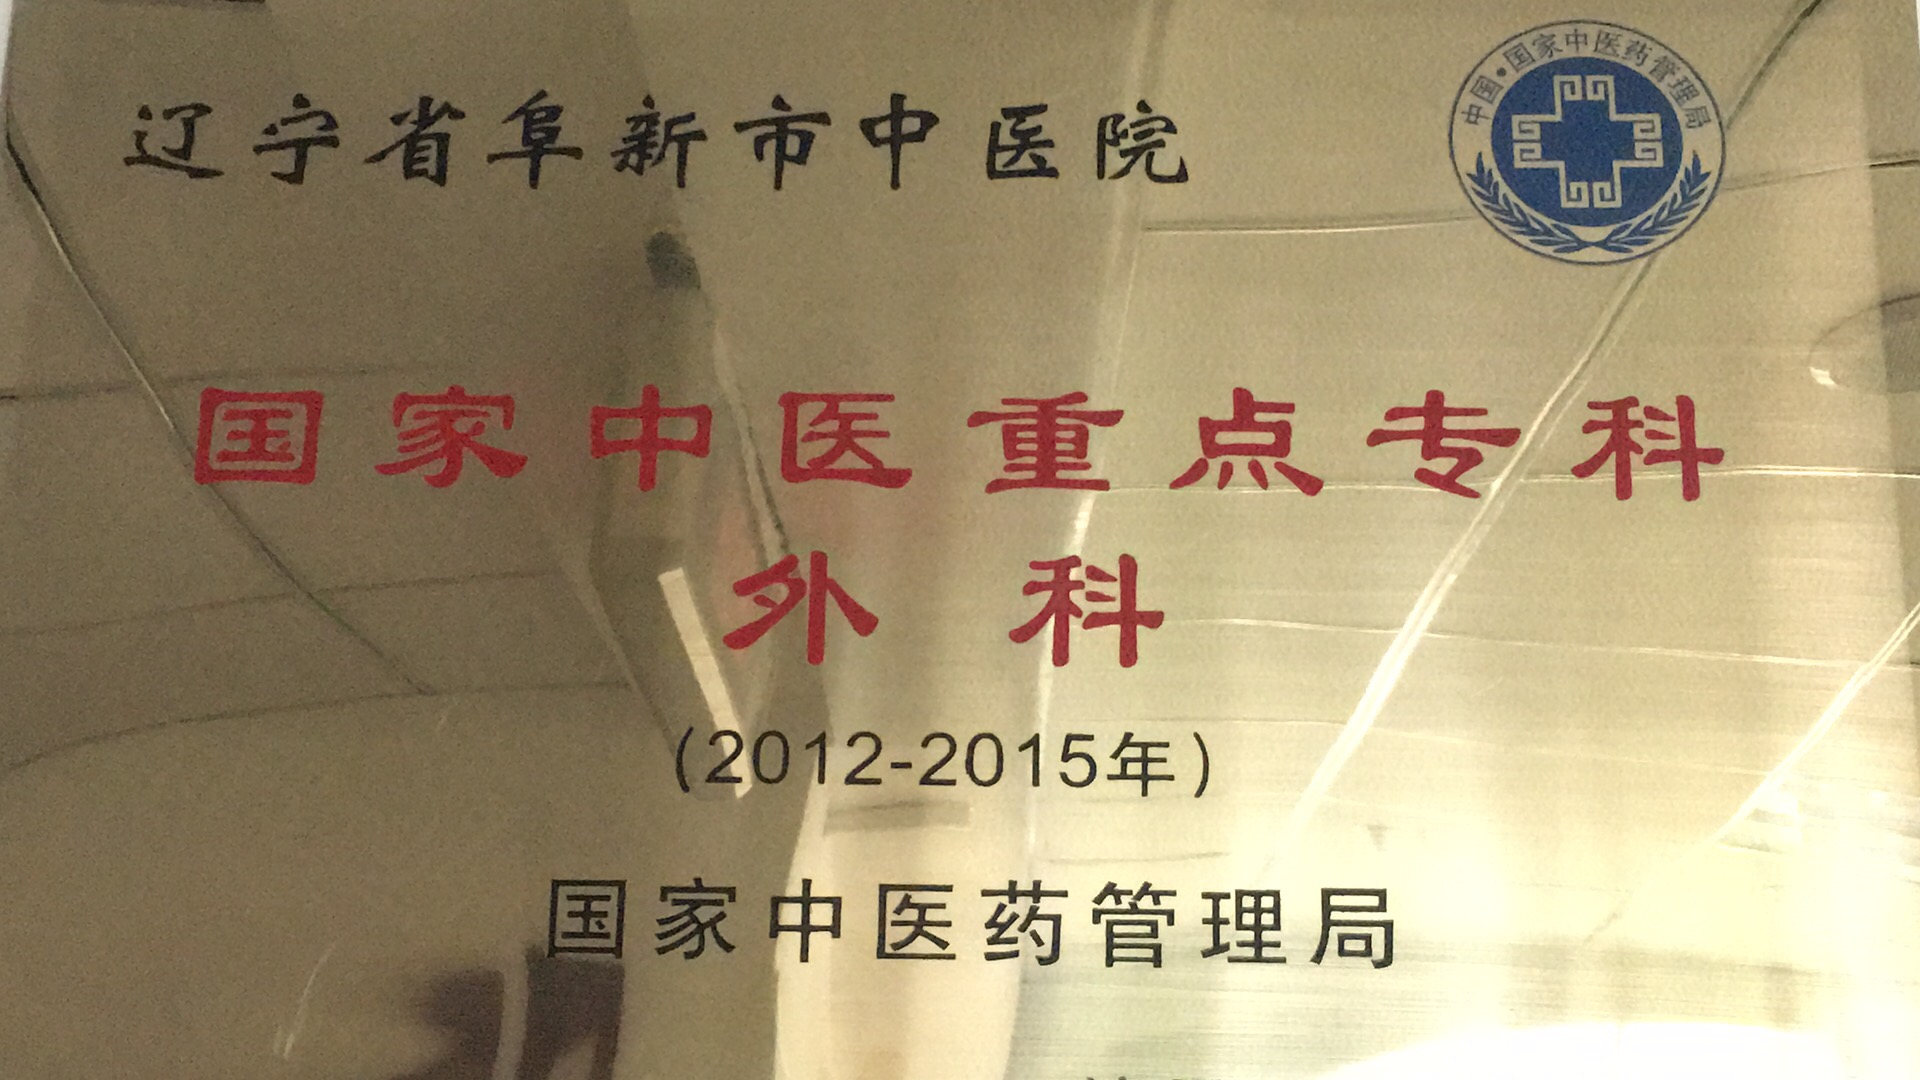 辽宁省阜新市中医院
中国·国家中医药管理局
国家中医重点专科
外科
(2012-2015年)
国家中医药管理局